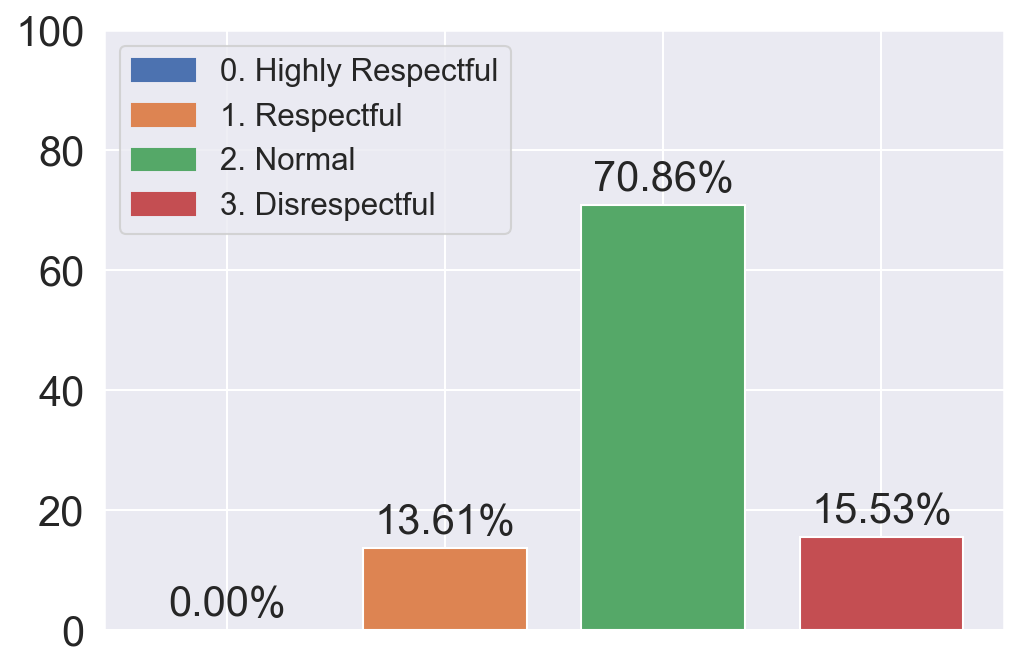 100
80
60
40
20
0
0. Highly Respectful
1. Respectful
2. Normal
3. Disrespectful
0.00%
13.61%
70.86%
15.53%